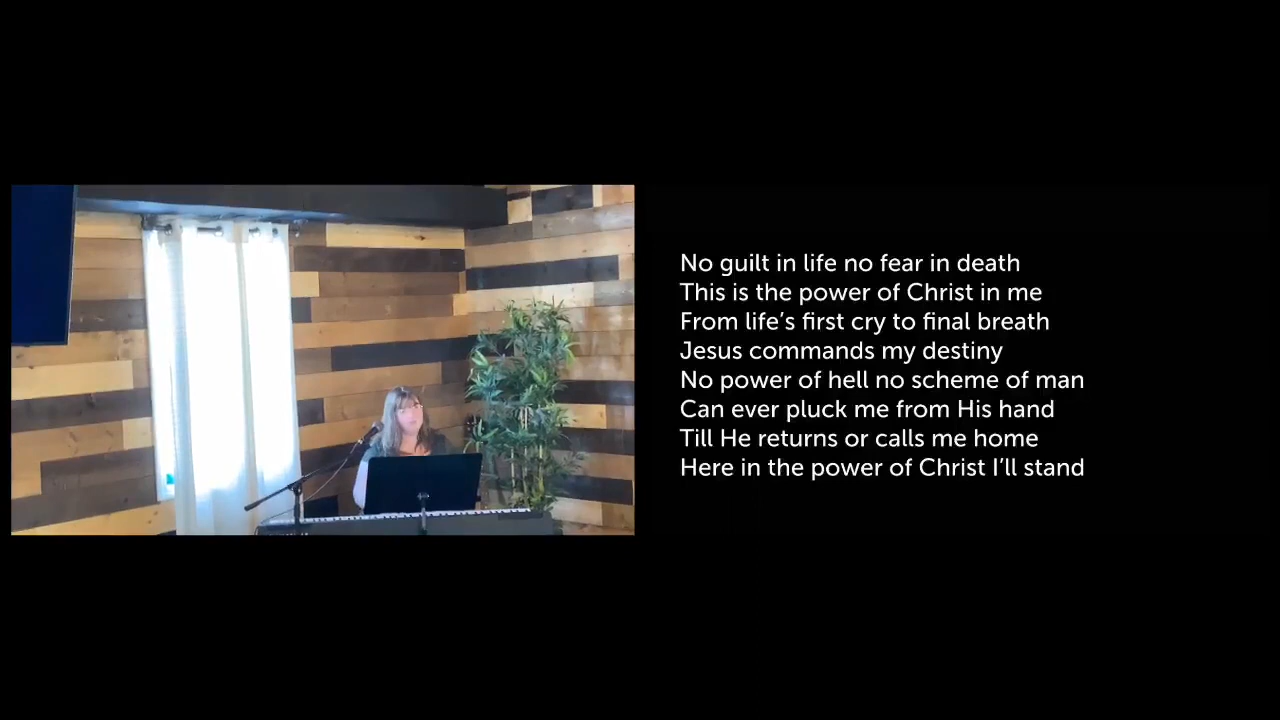 No guilt in life no fear in death
This is the power of Christ in me
From life’s first cry to final breath
Jesus commands my destiny
No power of hell no scheme of man
Can ever pluck me from His hand
Till He returns or calls me home
Here in the power of Christ I’ll stand